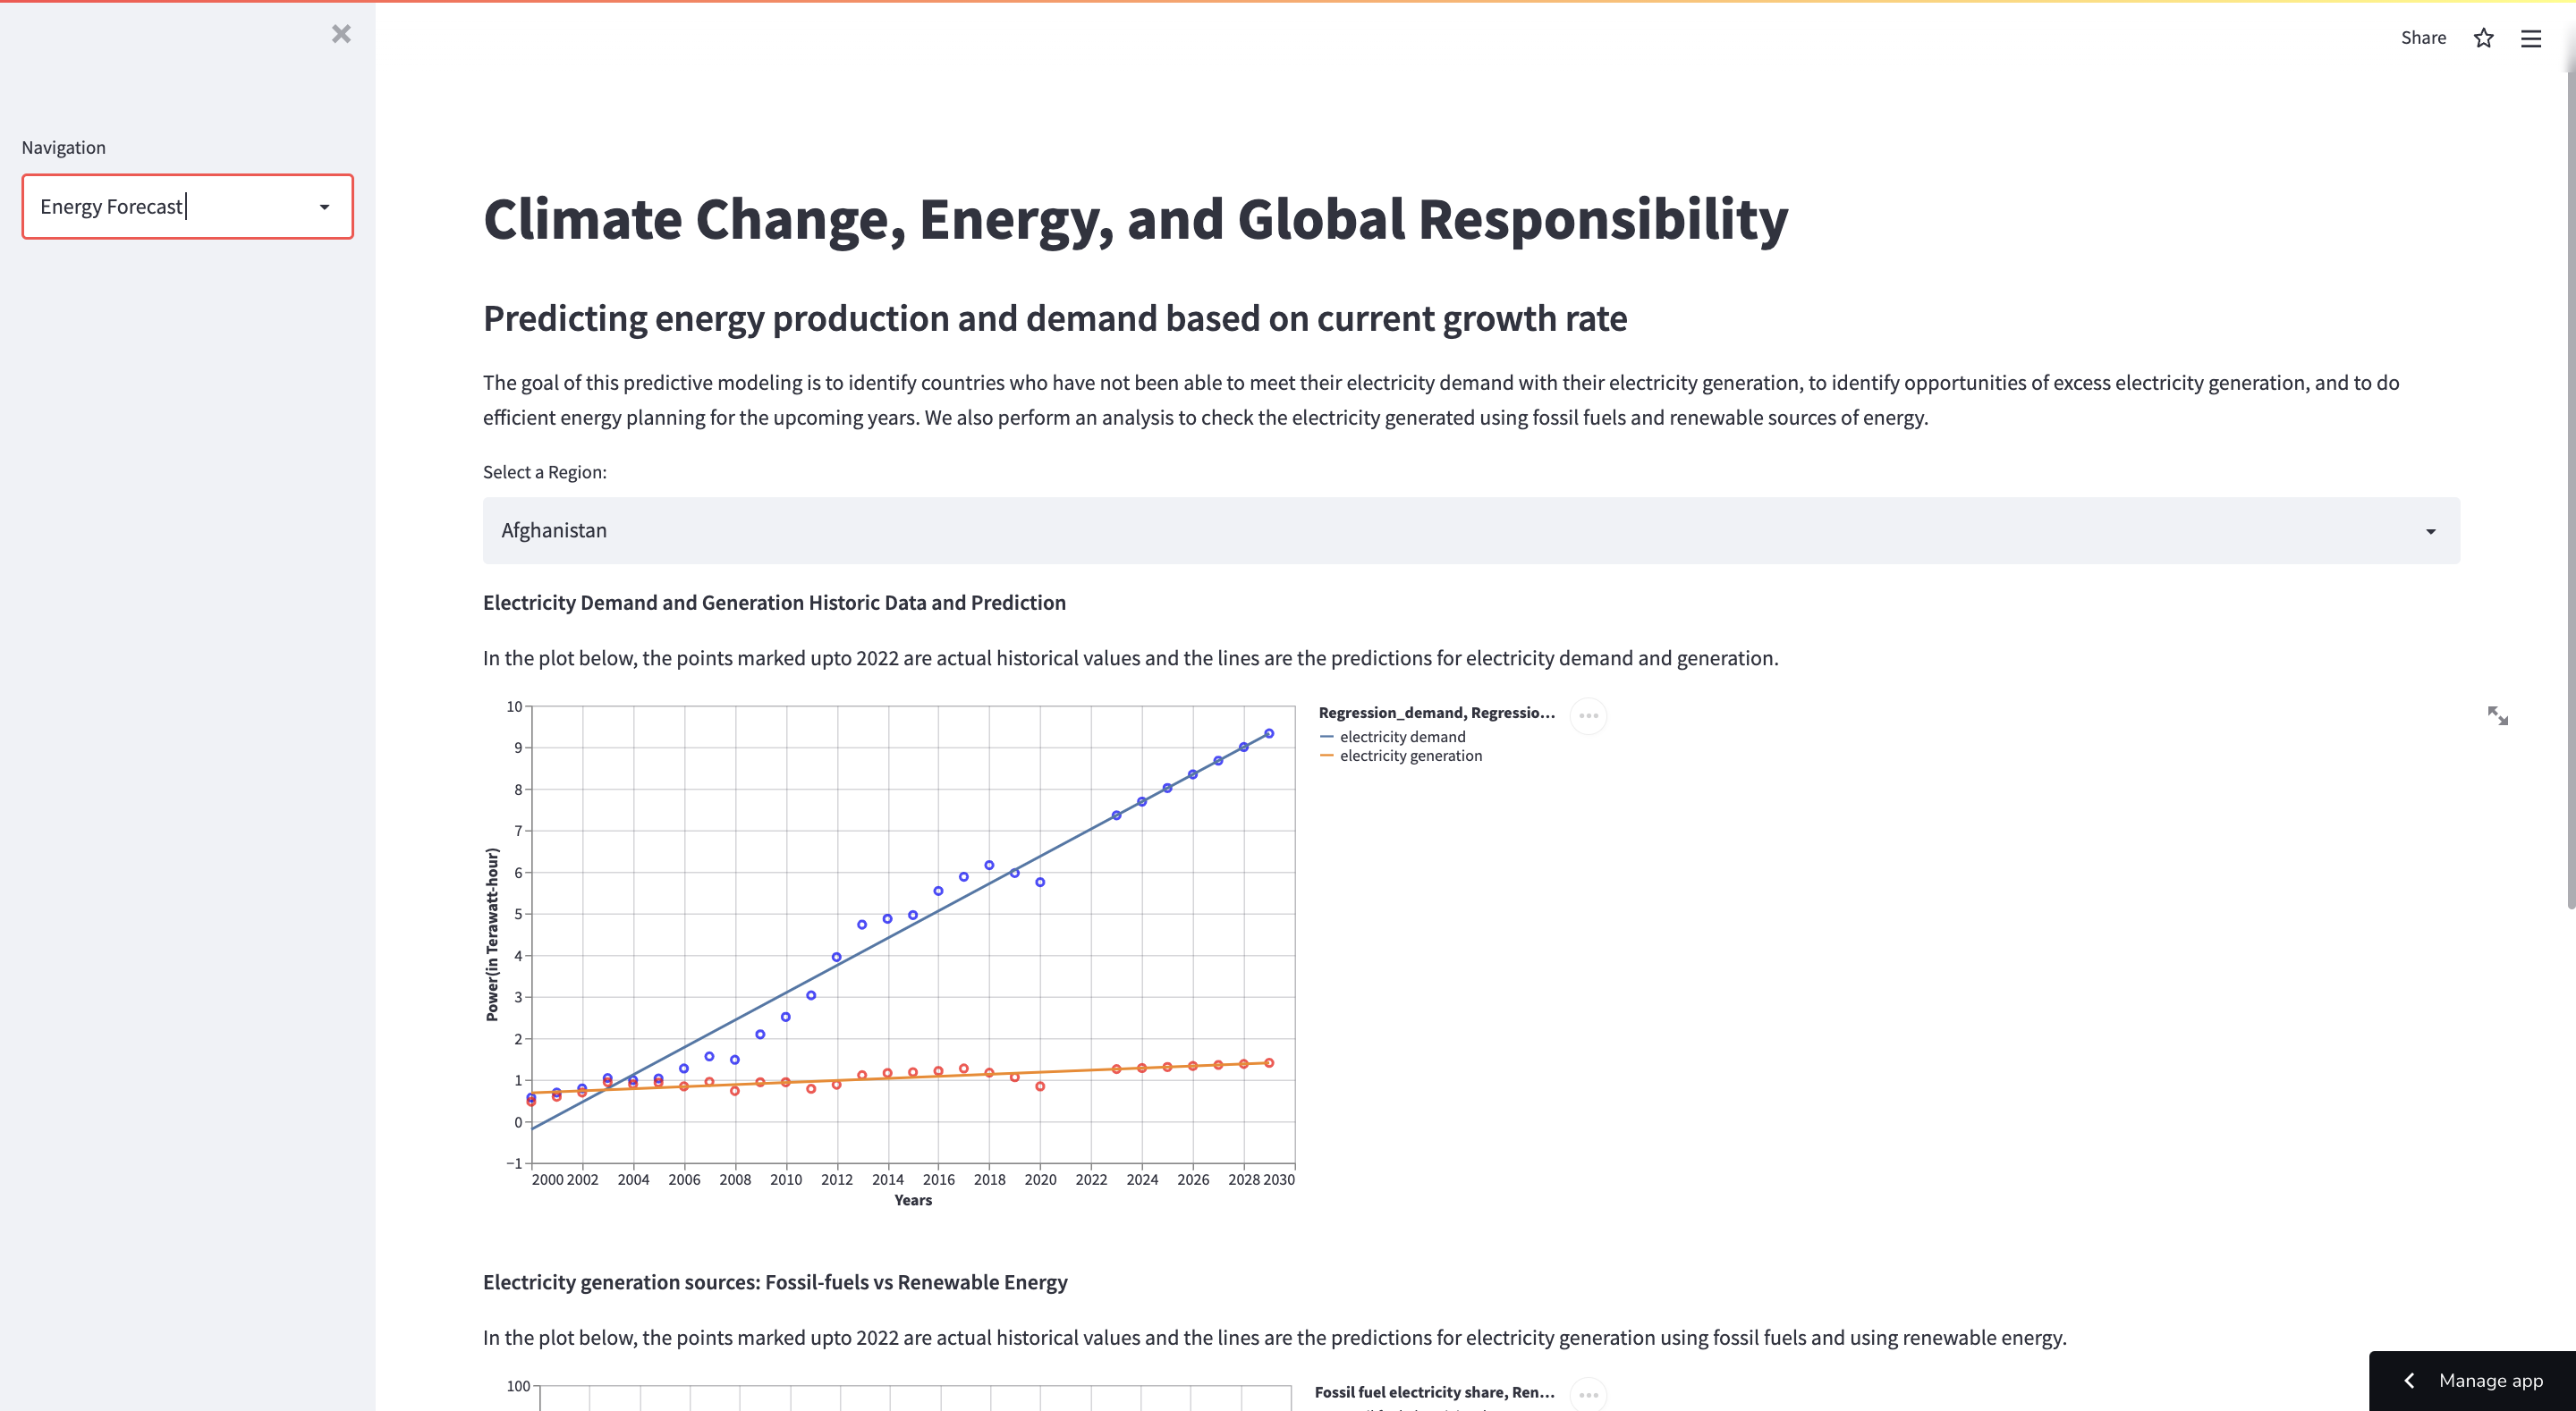 Share
Navigation
Energy Forecast
Climate Change, Energy, and Global Responsibility
Predicting energy production and demand based on current growth rate
The goal of this predictive modeling is to identify countries who have not been able to meet their electricity demand with their electricity generation, to identify opportunities of excess electricity generation, and to do
efficient energy planning for the upcoming years. We also perform an analysis to check the electricity generated using fossil fuels and renewable sources of energy.
Select a Region:
Afghanistan
Electricity Demand and Generation Historic Data and Prediction
In the plot below, the points marked upto 2022 are actual historical values and the lines are the predictions for electricity demand and generation.
10
9
8
7
6
5
4
3
2
1
0
−1
Power(in Terawatt-hour)
2000 2002 2004 2006 2008 2010 2012 2014 2016 2018 2020 2022 2024 2026 2028 2030
Years
Regression_demand, Regressio...
electricity demand
electricity generation
Electricity generation sources: Fossil-fuels vs Renewable Energy
In the plot below, the points marked upto 2022 are actual historical values and the lines are the predictions for electricity generation using fossil fuels and using renewable energy.
100
Fossil fuel electricity share, Ren...
Manage app